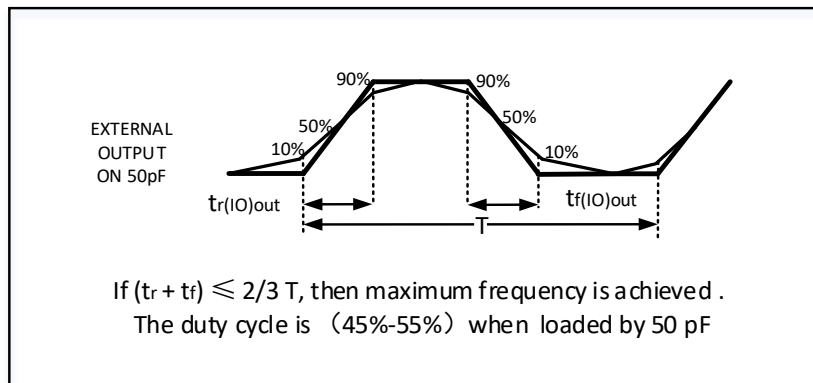 90%
90%
50%
50%
10%
10%
EXTERNAL
OUTPUT
ON 50pF
tr(IO)out
tf(IO)out
T
If (tr + tf) ≤ 2/3 T, then maximum frequency is achieved .
The duty cycle is （45%-55%）when loaded by 50 pF